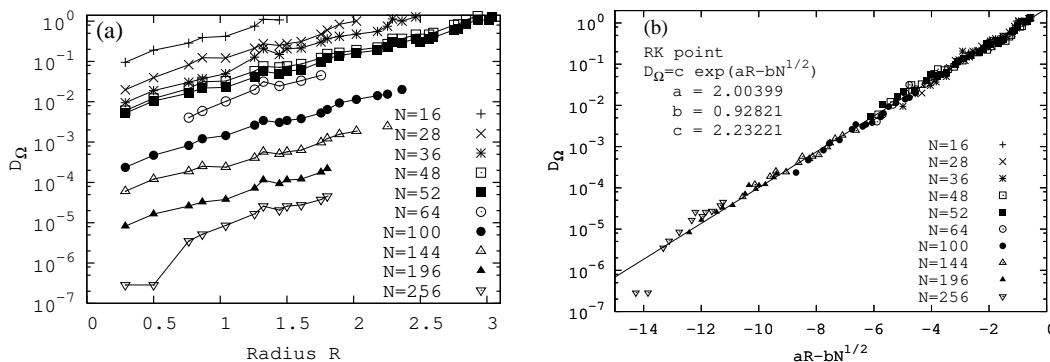 (a)
10^0
10^-1
10^-2
10^-3
10^-4
10^-5
10^-6
10^-7
D_Ω
0 0.5 1 1.5 2 2.5 3
Radius R
N=16
N=28
N=36
N=48
N=52
N=64
N=100
N=144
N=196
N=256
(b)
10^0
10^-1
10^-2
10^-3
10^-4
10^-5
10^-6
10^-7
D_Ω
RK point
D_Ω=c exp(aR-bN^1/2)
a = 2.00399
b = 0.92821
c = 2.23221
N=16
N=28
N=36
N=48
N=52
N=64
N=100
N=144
N=196
N=256
-14 -12 -10 -8 -6 -4 -2 0
aR-bN^1/2